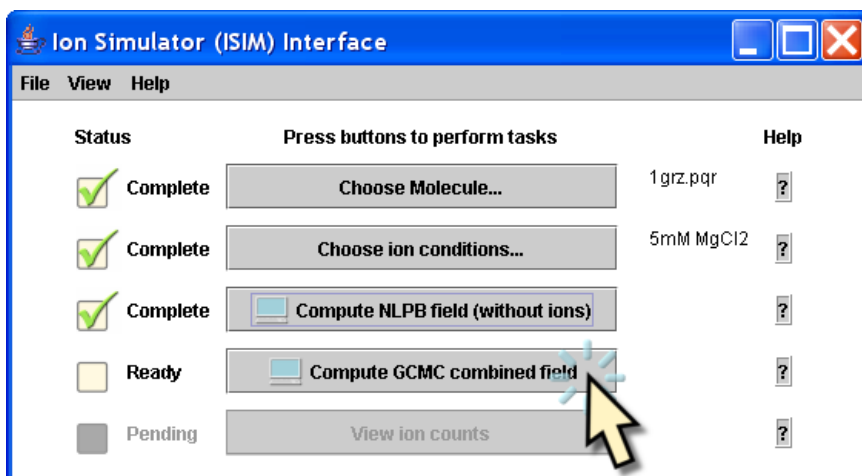 Ion Simulator (ISIM) Interface
File View Help
Status Press buttons to perform tasks Help
Complete Choose Molecule... 1grz.pqr ?
Complete Choose ion conditions... 5mM MgCl2 ?
Complete Compute NLPB field (without ions) ?
Ready Compute GCMC combined field ?
Pending View ion counts ?